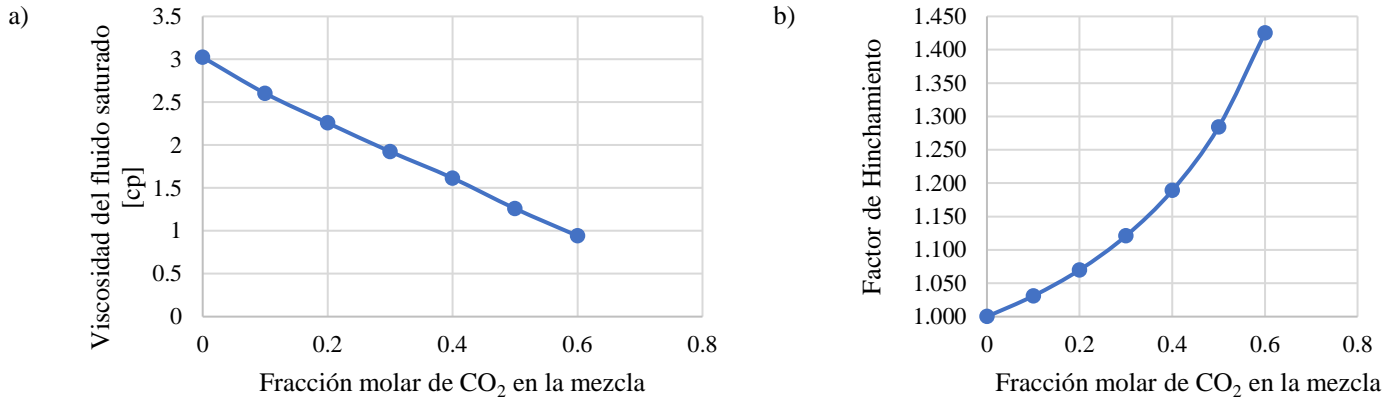 a)
Viscosidad del fluido saturado
[cp]
3.5
3
2.5
2
1.5
1
0.5
0
0 0.2 0.4 0.6 0.8
Fracción molar de CO₂ en la mezcla
b)
Factor de Hinchamiento
1.450
1.400
1.350
1.300
1.250
1.200
1.150
1.100
1.050
1.000
0 0.2 0.4 0.6 0.8
Fracción molar de CO₂ en la mezcla